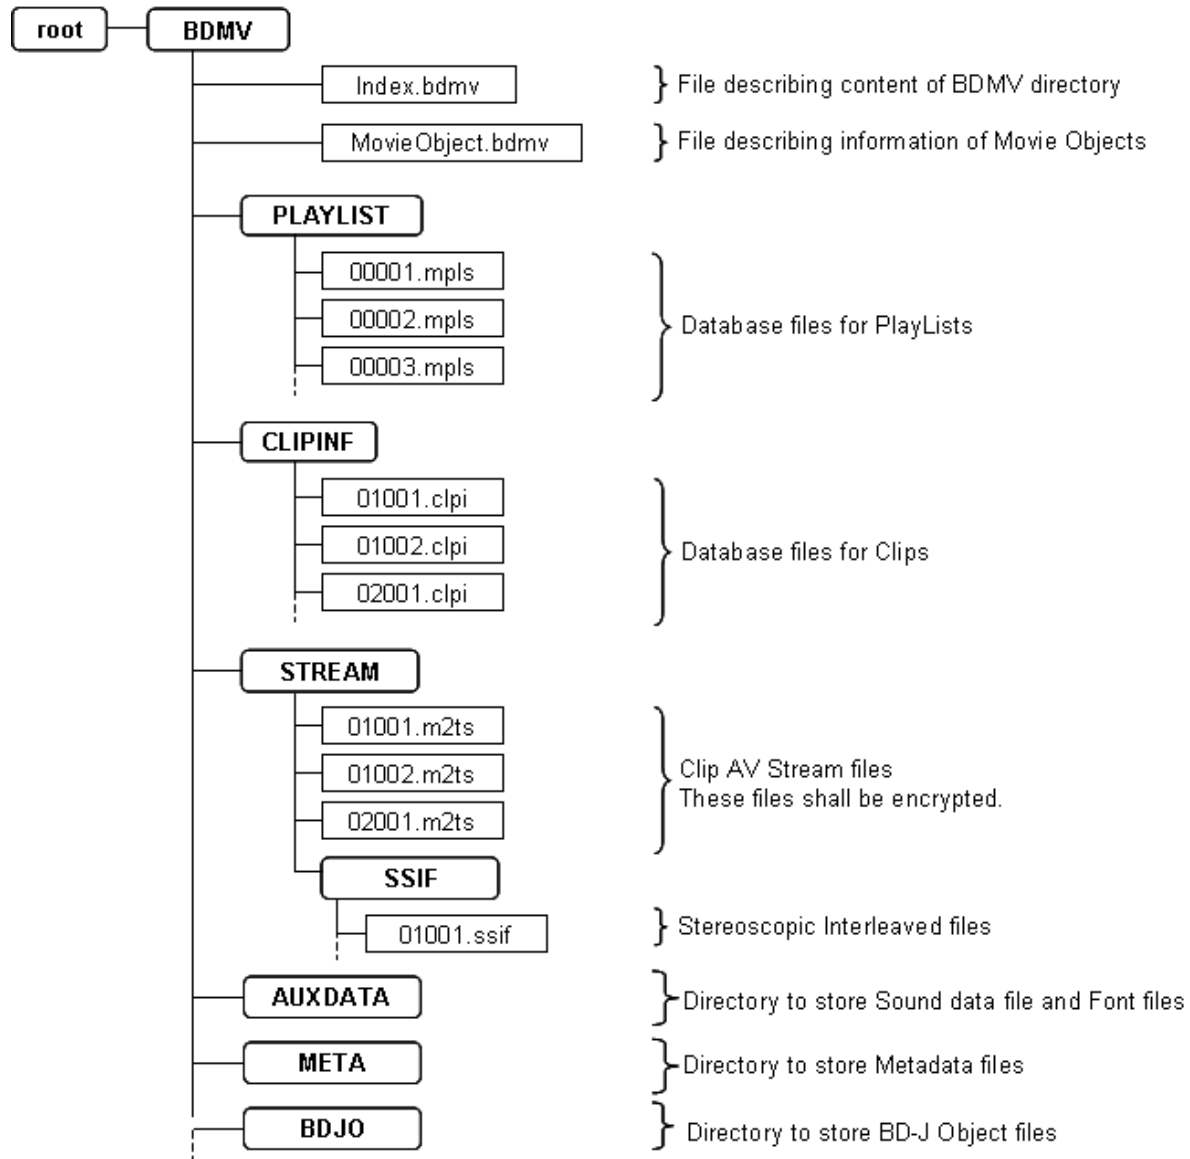 root
BDMV
Index.bdmv
File describing content of BDMV directory
MovieObject.bdmv
File describing information of Movie Objects
PLAYLIST
00001.mpls
00002.mpls
Database files for PlayLists
00003.mpls
CLIPINF
01001.clpi
01002.clpi
Database files for Clips
02001.clpi
STREAM
01001.m2ts
01002.m2ts
Clip AV Stream files
These files shall be encrypted.
02001.m2ts
SSIF
01001.ssif
Stereoscopic Interleaved files
AUXDATA
Directory to store Sound data file and Font files
META
Directory to store Metadata files
BDJO
Directory to store BD-J Object files